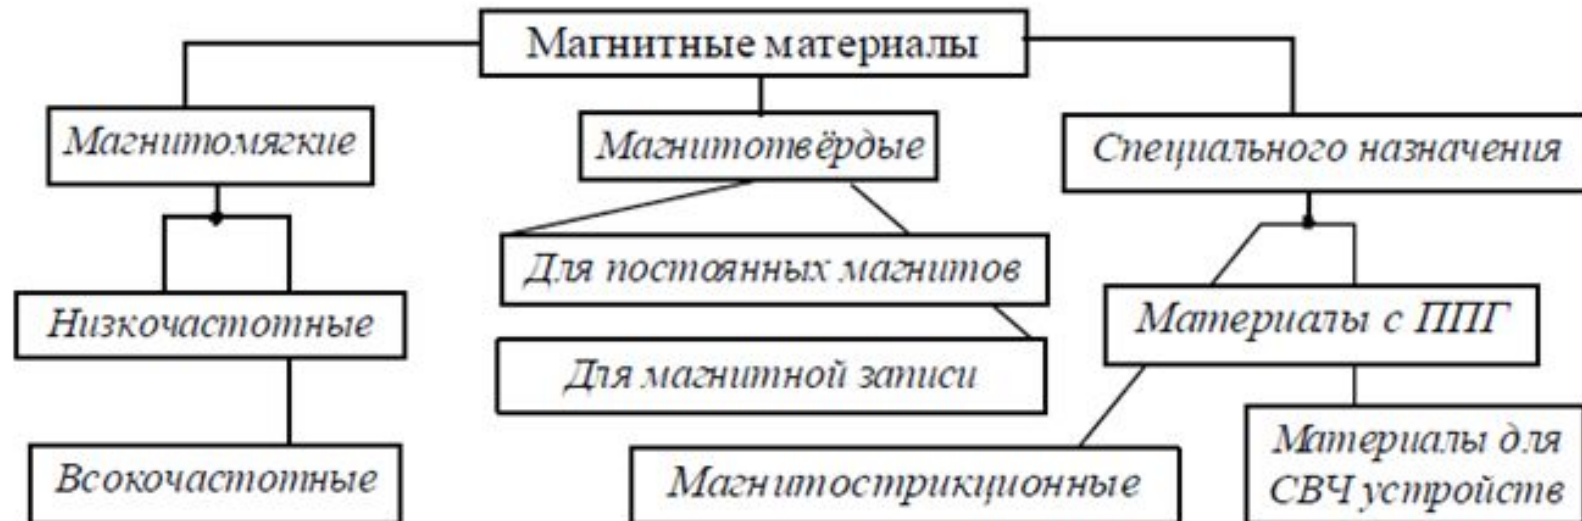 Магнитные материалы
Магнитомягкие
Магнитотвёрдые
Специального назначения
Для постоянных магнитов
Низкочастотные
Материалы с ППГ
Для магнитной записи
Всокочастотные
Магнитострикционные
Материалы для
СВЧ устройств